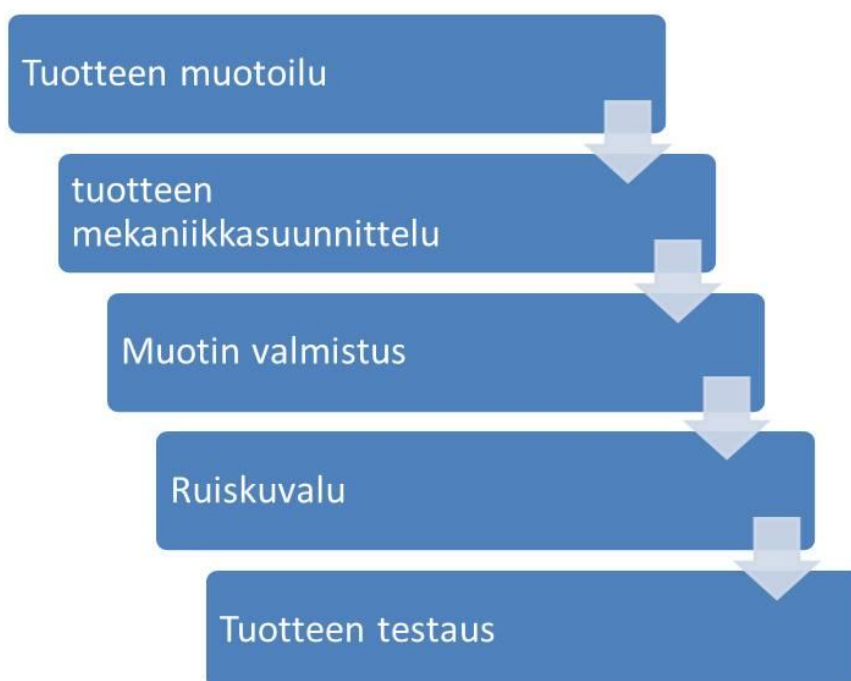 Tuotteen muotoilu
tuotteen
mekaniikkasuunnittelu
Muotin valmistus
Ruiskuvalu
Tuotteen testaus